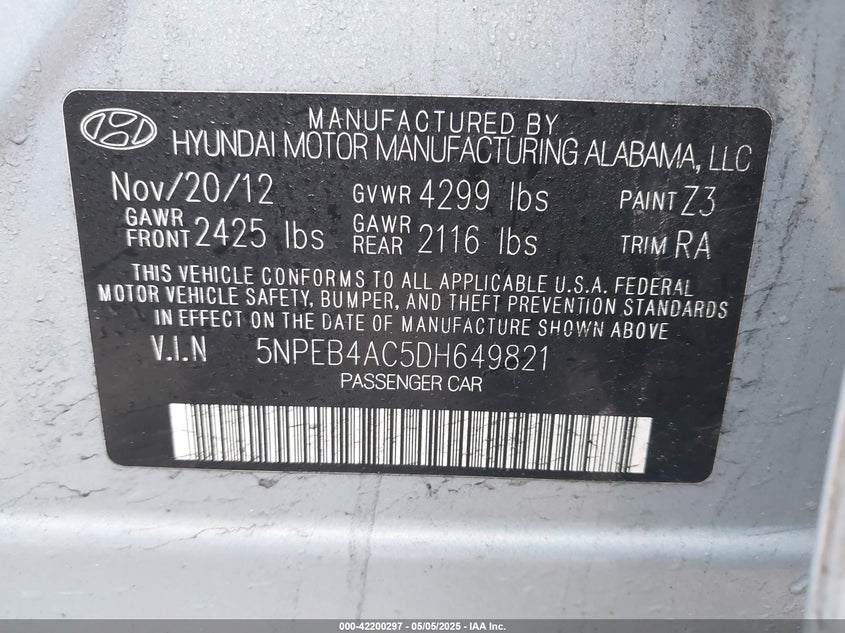 MANUFACTURED BY
HYUNDAI MOTOR MANUFACTURING ALABAMA, LLC
Nov/20/12 GVWR 4299 lbs PAINT Z3
GAWR FRONT 2425 lbs GAWR REAR 2116 lbs TRIM RA
THIS VEHICLE CONFORMS TO ALL APPLICABLE U.S.A. FEDERAL
MOTOR VEHICLE SAFETY, BUMPER, AND THEFT PREVENTION STANDARDS
IN EFFECT ON THE DATE OF MANUFACTURE SHOWN ABOVE
V.I.N 5NPEB4AC5DH649821
PASSENGER CAR
000-42200297 - 05/05/2025 - IAA Inc.